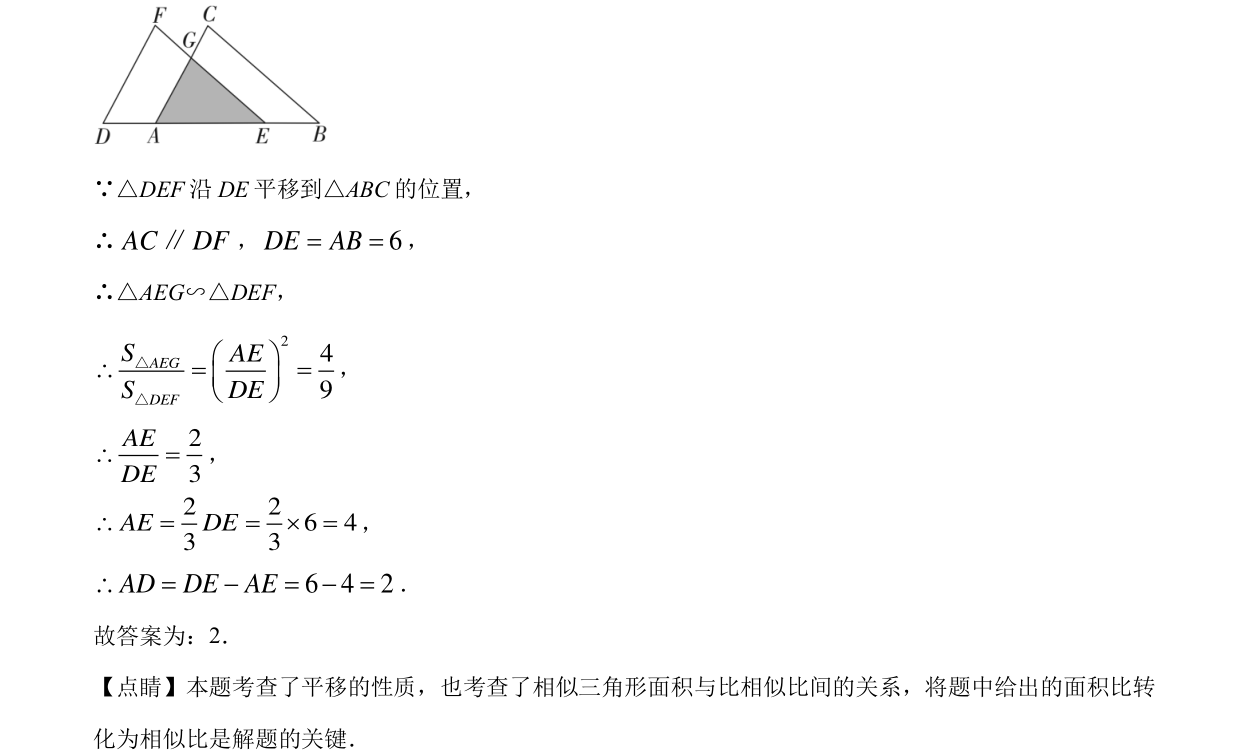 F C
G
D A E B
∵△DEF沿DE平移到△ABC的位置，
∴AC∥DF，DE=AB=6，
∴△AEG∽△DEF，
∴S△AEG/S△DEF=(AE/DE)²=4/9，
∴AE/DE=2/3，
∴AE=2/3DE=2/3×6=4，
∴AD=DE−AE=6−4=2．
故答案为：2．
【点睛】本题考查了平移的性质，也考查了相似三角形面积与比相似比间的关系，将题中给出的面积比转
化为相似比是解题的关键．